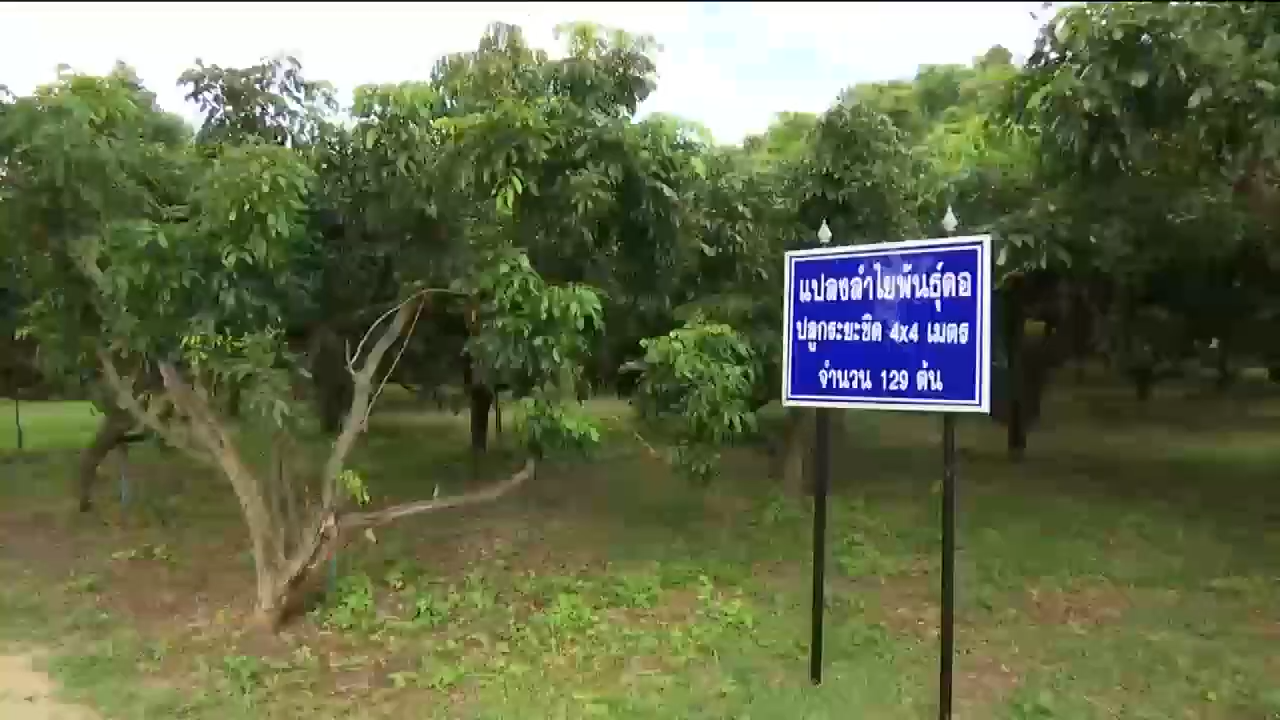 แปลงลำไยพันธุ์ดอ
ปลูกระยะชิด 4x4 เมตร
จำนวน 129 ต้น